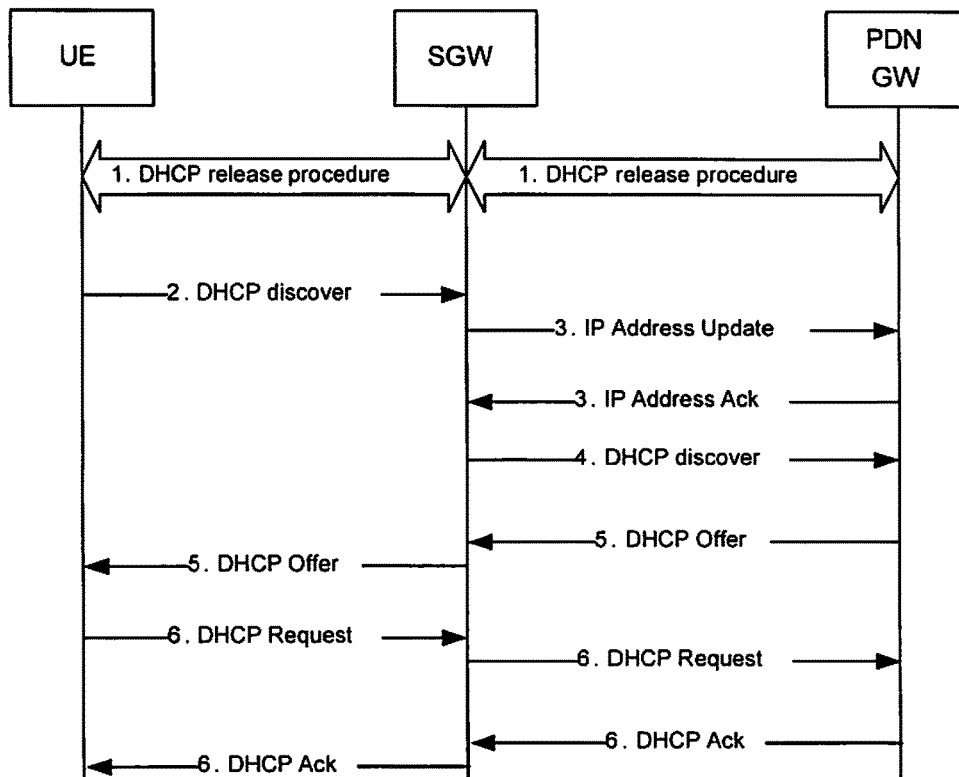 UE
SGW
PDN
GW
1. DHCP release procedure
1. DHCP release procedure
2. DHCP discover
3. IP Address Update
3. IP Address Ack
4. DHCP discover
5. DHCP Offer
5. DHCP Offer
6. DHCP Request
6. DHCP Request
6. DHCP Ack
6. DHCP Ack